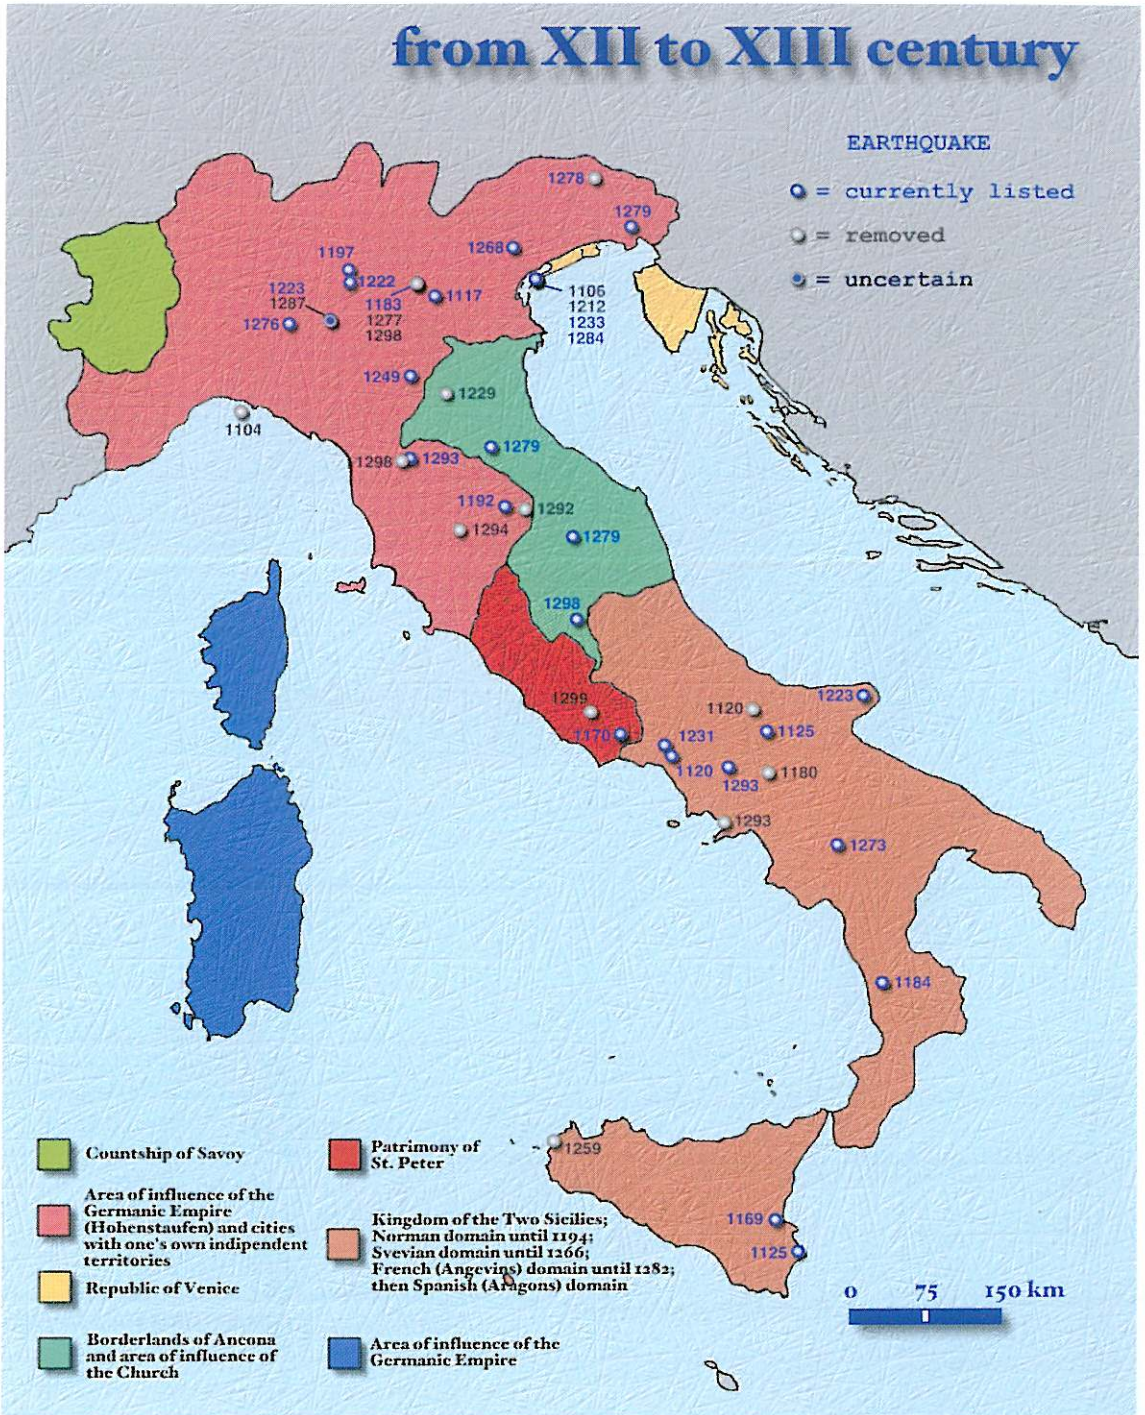 from XII to XIII century
EARTHQUAKE
= currently listed
= removed
= uncertain
1278
1279
1268
1197
1222
1223
1287
1183
1117
1277
1298
1276
1106
1212
1233
1284
1249
1229
1104
1279
1298
1293
1192
1292
1294
1279
1298
1299
1170
1223
1120
1125
1231
1120
1293
1180
1293
1273
1184
1259
1169
1125
Countship of Savoy
Area of influence of the
Germanic Empire
(Hohenstaufen) and cities
with one's own indipendent
territories
Republic of Venice
Borderlands of Ancona
and area of influence of
the Church
Patrimony of
St. Peter
Kingdom of the Two Sicilies;
Norman domain until 1194;
Svevian domain until 1266;
French (Angevins) domain until 1282;
then Spanish (Aragons) domain
Area of influence of the
Germanic Empire
0 75 150 km